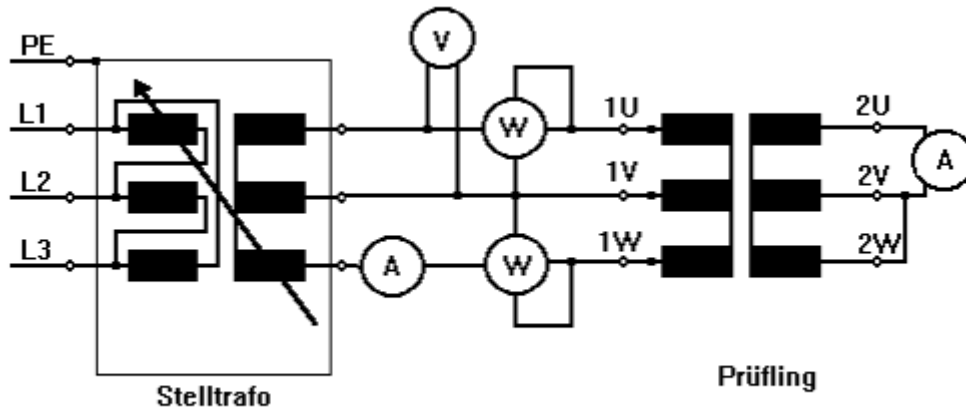 PE
L1
L2
L3
V
W
W
A
1U
1V
1W
2U
2V
2W
A
Stelltrafo
Prüfling